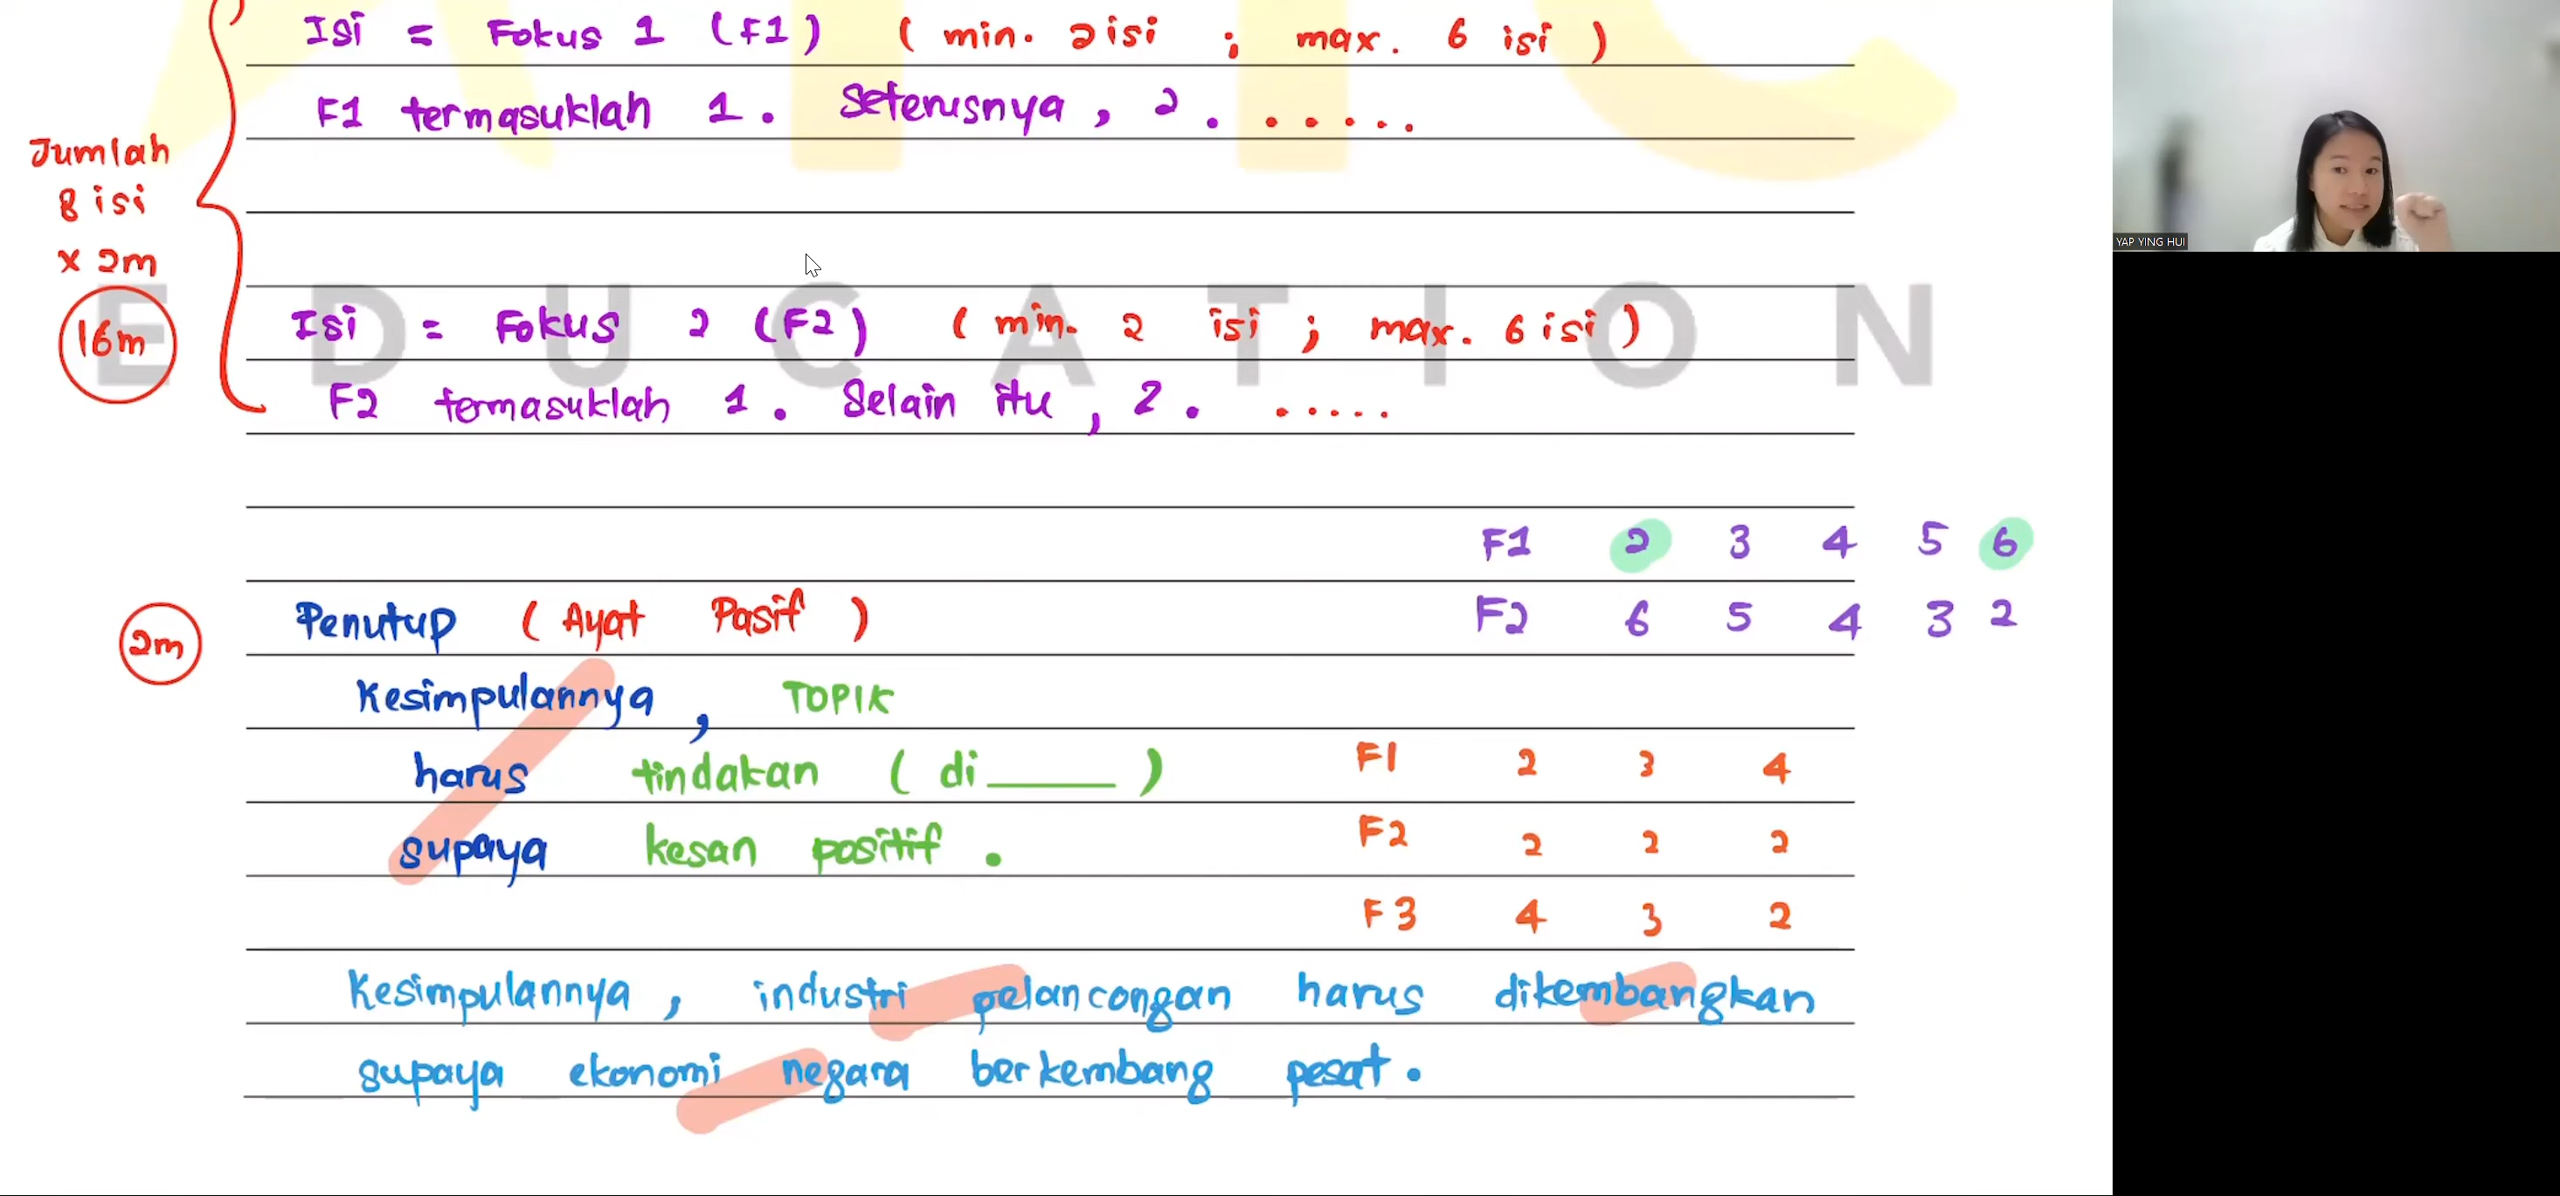 Isi = Fokus 1 (F1) (min. 2 isi ; max. 6 isi)
F1 termasuklah 1. Seterusnya, 2. .....
Jumlah
8 isi
x 2m
16m
Isi = Fokus 2 (F2) (min. 2 isi ; max. 6 isi)
F2 termasuklah 1. Selain itu, 2. .....
F1 2 3 4 5 6
F2 6 5 4 3 2
2m
Penutup (Ayat Pasif)
Kesimpulannya, TOPIK
harus tindakan (di____)
supaya kesan positif.
F1 2 3 4
F2 2 2 2
F3 4 3 2
Kesimpulannya, industri pelancongan harus dikembangkan
supaya ekonomi negara berkembang pesat.
EDUCATION
YAP YING HUI